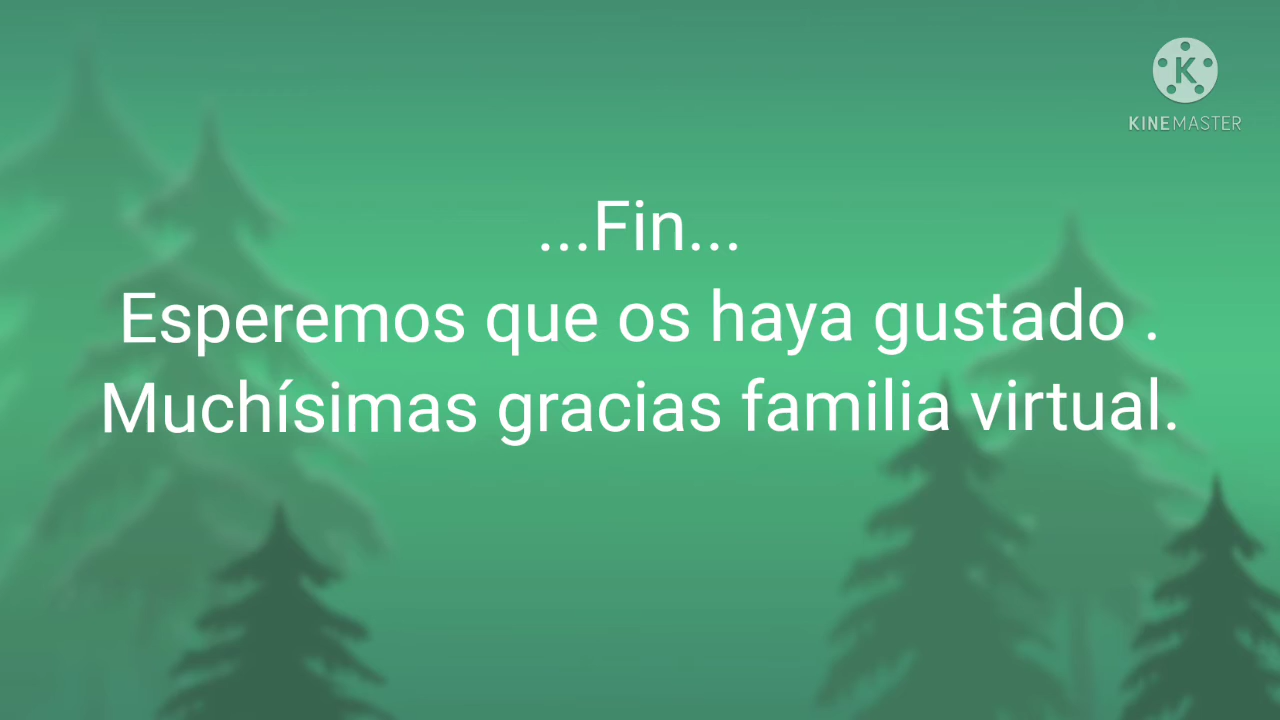 K
KINEMASTER
...Fin...
Esperemos que os haya gustado .
Muchísimas gracias familia virtual.